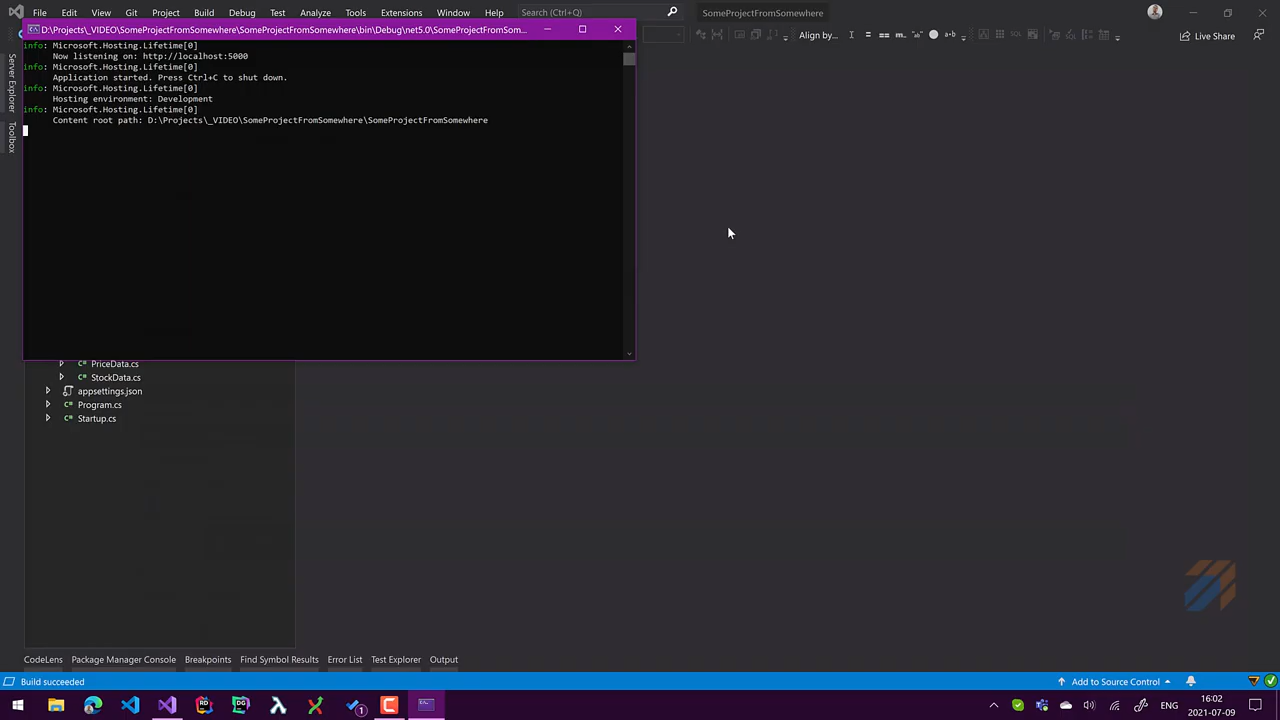 File Edit View Git Project Build Debug Test Analyze Tools Extensions Window Help Search (Ctrl+Q) SomeProjectFromSomewhere
D:\Projects\_VIDEO\SomeProjectFromSomewhere\SomeProjectFromSomewhere\bin\Debug\net5.0\SomeProjectFromSom...
Align by...
Live Share
info: Microsoft.Hosting.Lifetime[0]
Now listening on: http://localhost:5000
info: Microsoft.Hosting.Lifetime[0]
Application started. Press Ctrl+C to shut down.
info: Microsoft.Hosting.Lifetime[0]
Hosting environment: Development
info: Microsoft.Hosting.Lifetime[0]
Content root path: D:\Projects\_VIDEO\SomeProjectFromSomewhere\SomeProjectFromSomewhere
Server Explorer
Toolbox
C# PriceData.cs
C# StockData.cs
appsettings.json
C# Program.cs
C# Startup.cs
CodeLens Package Manager Console Breakpoints Find Symbol Results Error List Test Explorer Output
Build succeeded
Add to Source Control
RD
DG
1
ENG
16:02
2021-07-09